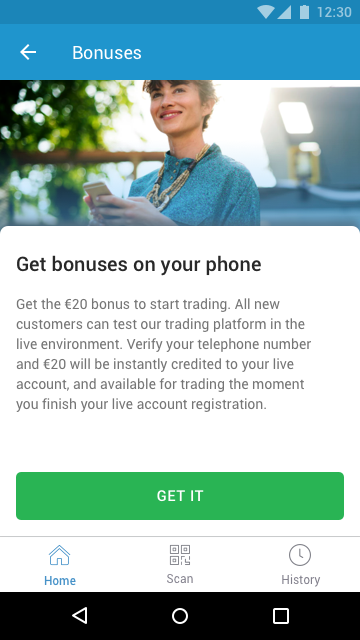 12:30
Bonuses
Get bonuses on your phone
Get the €20 bonus to start trading. All new
customers can test our trading platform in the
live environment. Verify your telephone number
and €20 will be instantly credited to your live
account, and available for trading the moment
you finish your live account registration.
GET IT
Home
Scan
History